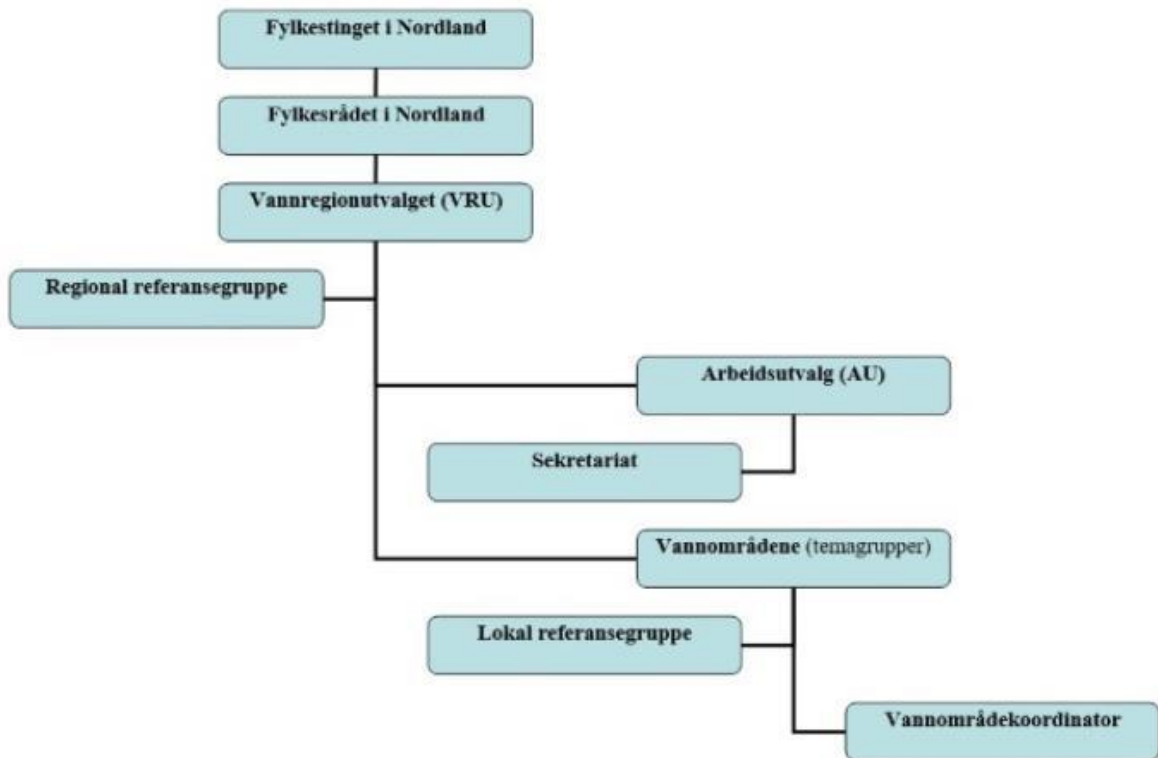 Fylkestinget i Nordland
Fylkesrådet i Nordland
Vannregionutvalget (VRU)
Regional referansegruppe
Arbeidsutvalg (AU)
Sekretariat
Vannområdene (temagrupper)
Lokal referansegruppe
Vannområdekoordinator